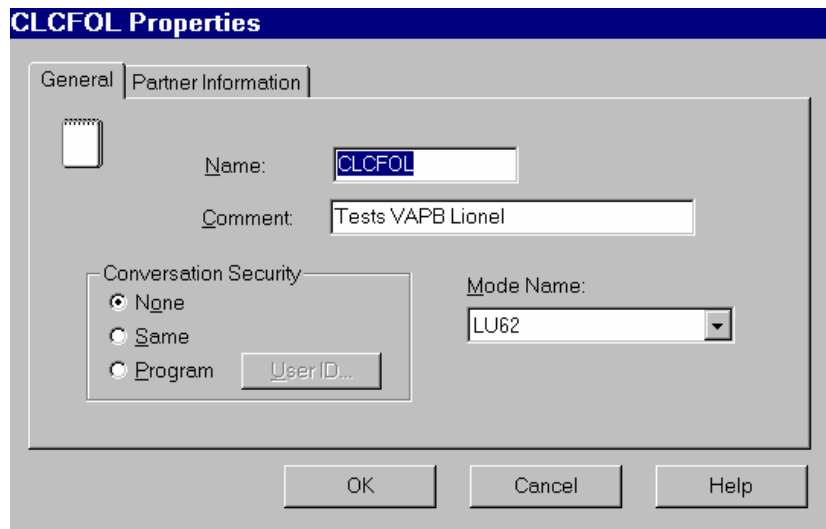 CLCFOL Properties
General Partner Information
Name: CLCFOL
Comment: Tests VAPB Lionel
Conversation Security
None
Same
Program User ID...
Mode Name:
LU62
OK Cancel Help